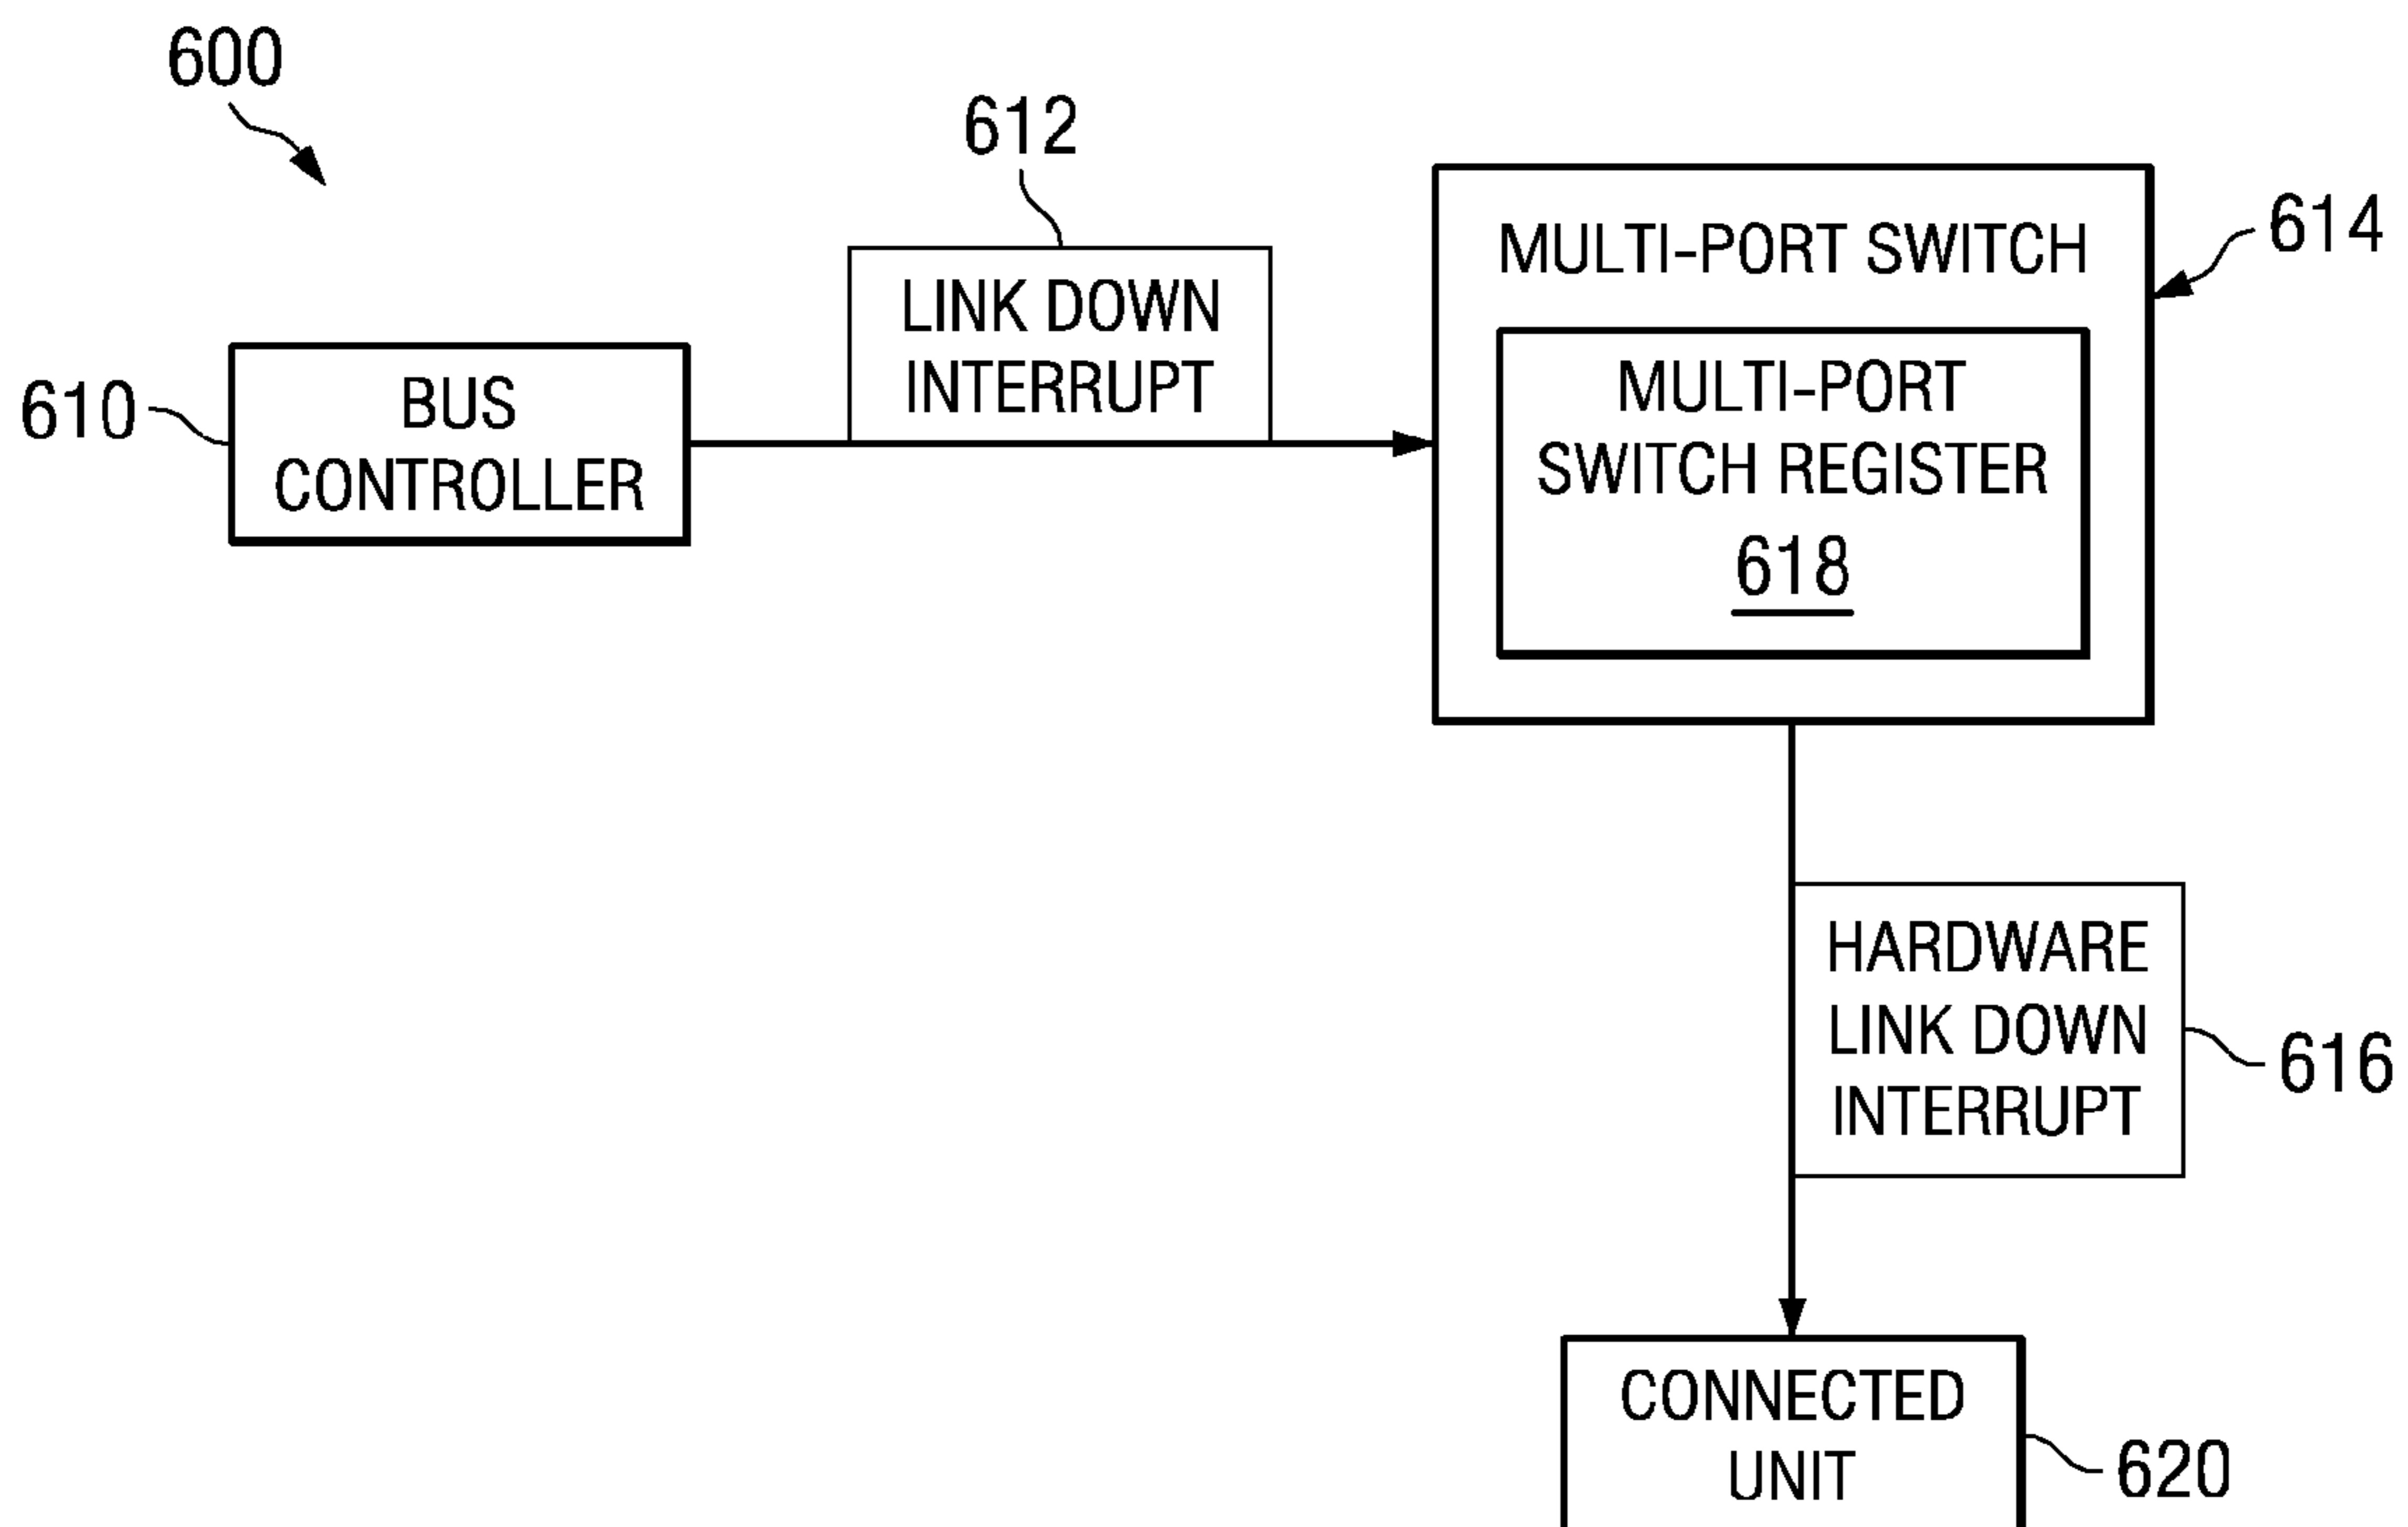 600
612
LINK DOWN
INTERRUPT
MULTI-PORT SWITCH
614
MULTI-PORT
SWITCH REGISTER
618
610
BUS
CONTROLLER
HARDWARE
LINK DOWN
INTERRUPT
616
CONNECTED
UNIT
620